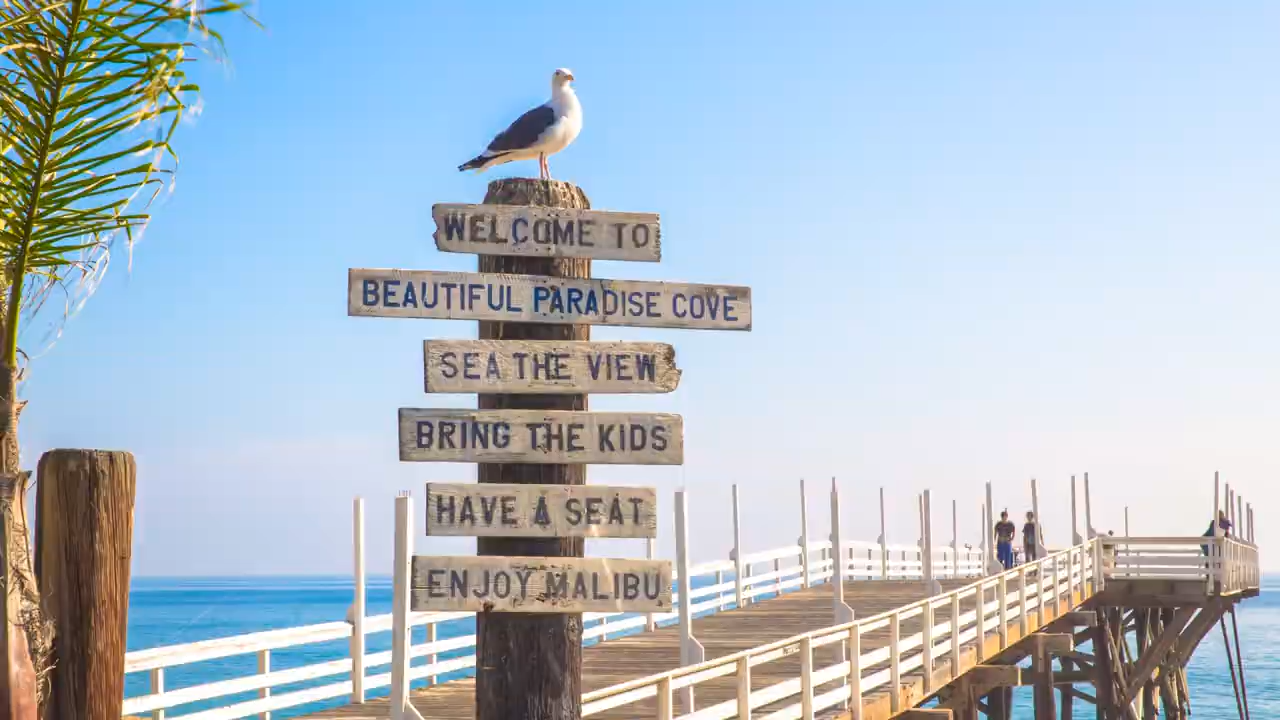 WELCOME TO
BEAUTIFUL PARADISE COVE
SEA THE VIEW
BRING THE KIDS
HAVE A SEAT
ENJOY MALIBU